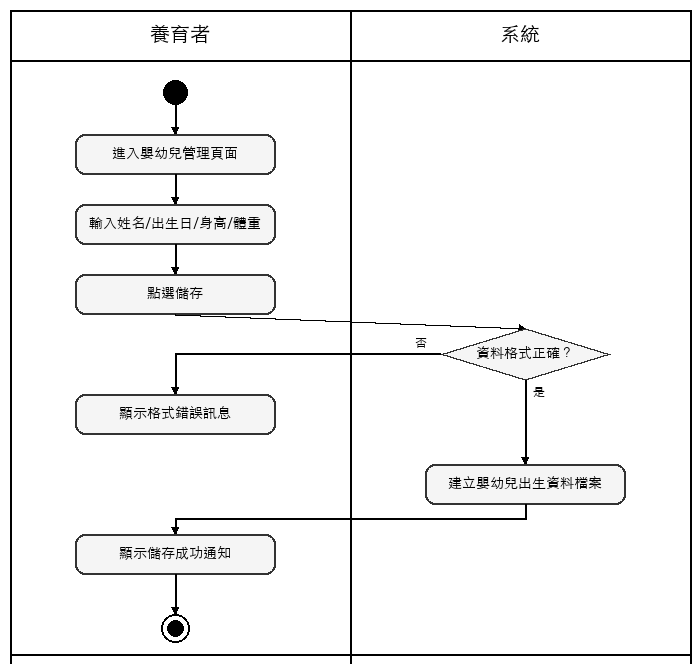 養育者
系統
進入嬰幼兒管理頁面
輸入姓名/出生日/身高/體重
點選儲存
資料格式正確？
否
是
顯示格式錯誤訊息
建立嬰幼兒出生資料檔案
顯示儲存成功通知